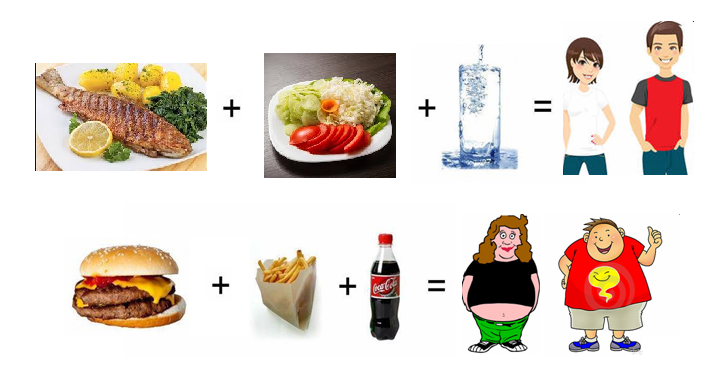 + + =
+ + =
Coca-Cola